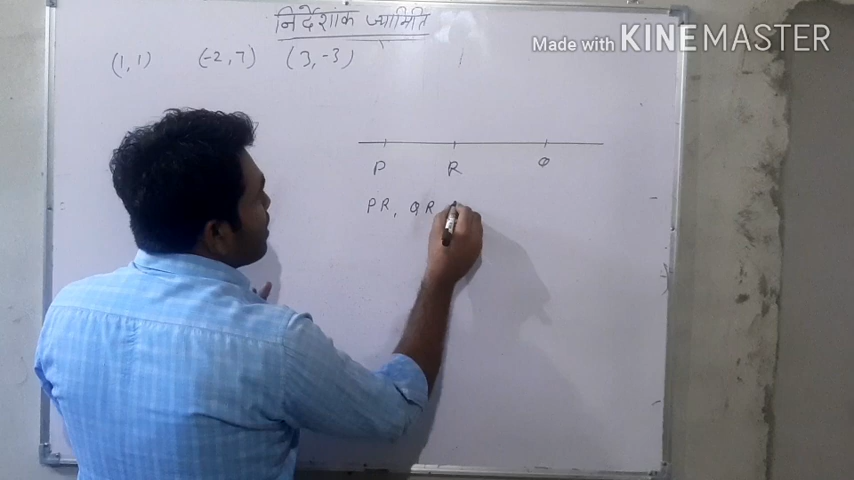 निर्देशांक ज्यामिति
Made with KINEMASTER
(1, 1) (-2, 7) (3, -3)
P R Q
PR, QR